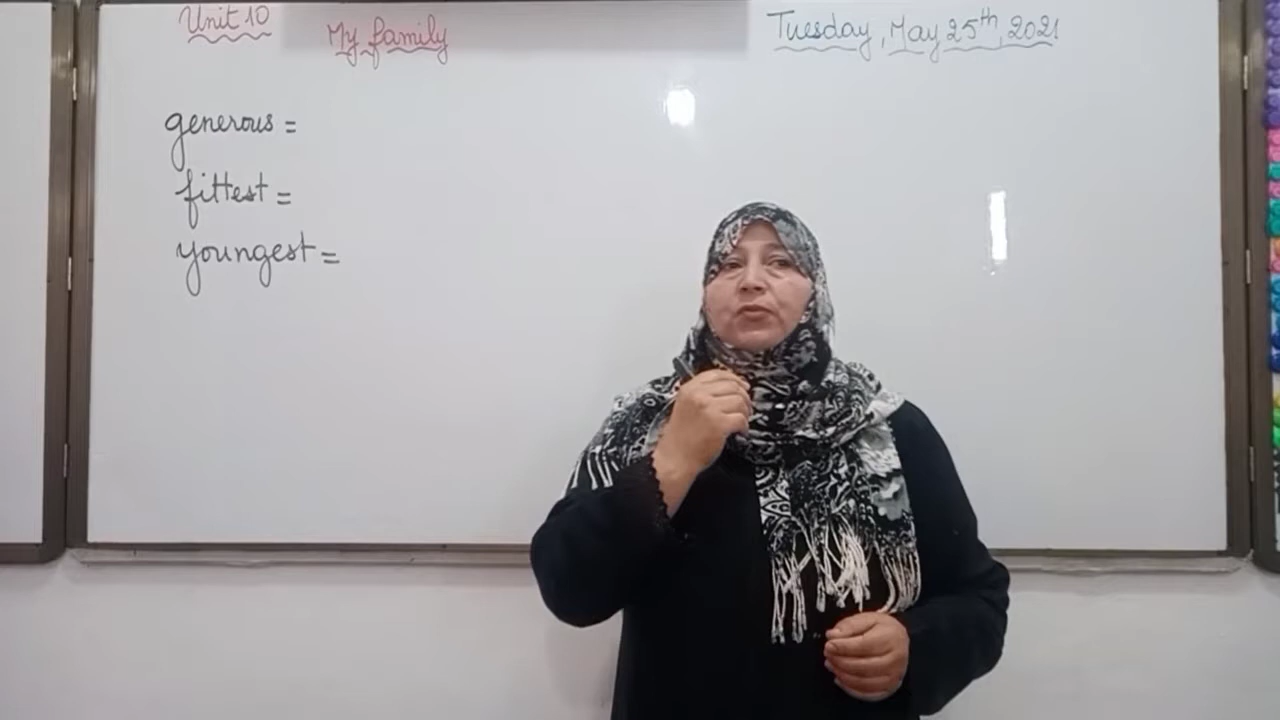 Unit 10
My family
Tuesday, May 25th, 2021
generous =
fittest =
youngest =